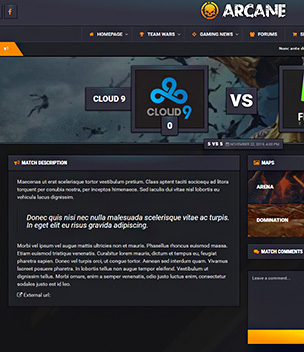 ARCANE
HOMEPAGE TEAM WARS GAMING NEWS FORUMS
Nunc ante d
CLOUD 9
CLOUD9
0
VS
F
5 VS 5 NOVEMBER 22, 2018, 4:00 PM
MATCH DESCRIPTION
Maecenas ut erat scelerisque tortor vestibulum pretium. Class aptent taciti sociosqu ad litora
torquent per conubia nostra, per inceptos himenaeos. Sed iaculis dui vitae nisl lobortis eu
vehicula lacus dignissim.
Donec quis nisi nec nulla malesuada scelerisque vitae ac turpis.
In eget elit eu risus gravida adipiscing.
Morbi vel ipsum vel augue mattis ultricies non et mauris. Phasellus rhoncus euismod massa.
Etiam euismod tristique venenatis. Curabitur lorem mauris, dictum et tempus eu, feugiat
pharetra sapien. Donec vel turpis orci, ut congue tortor. Aenean sed interdum quam. Vivamus
laoreet posuere pharetra. In lobortis tellus non augue tempor eleifend. Vestibulum ut
dignissim tellus. Morbi ornare, enim a semper venenatis, odio justo luctus enim, consectetur
sodales justo est id leo.
External url:
MAPS
ARENA
DOMINATION
MATCH COMMENTS
Leave a comment...